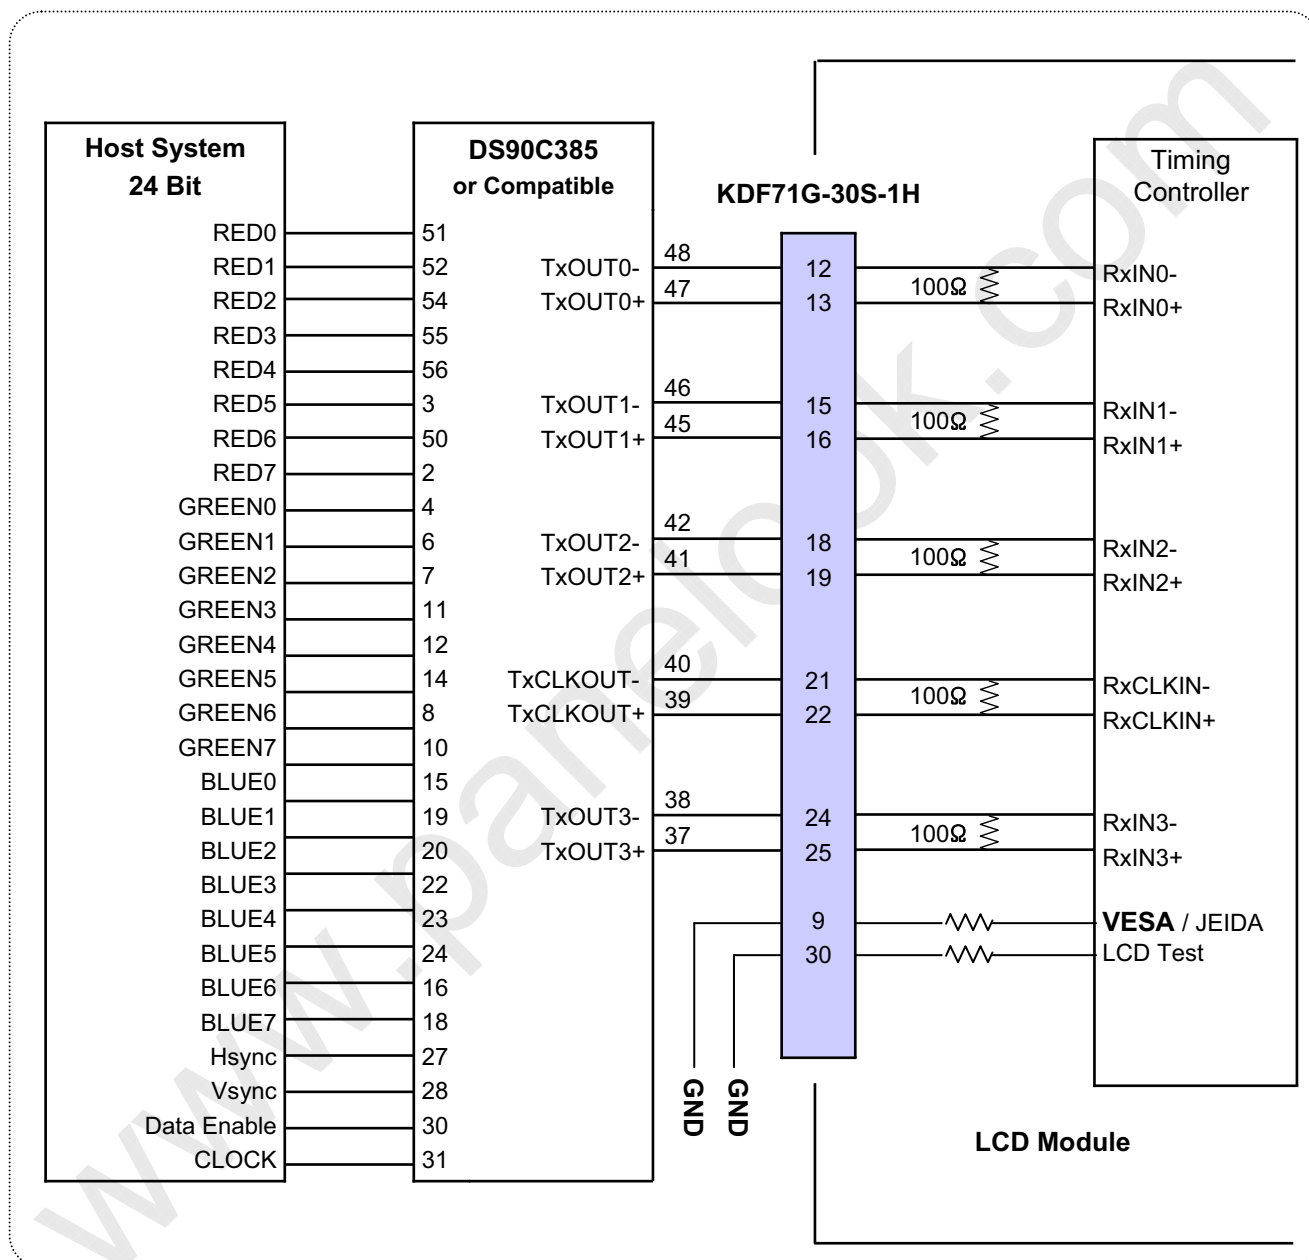 Host System
24 Bit
RED0
RED1
RED2
RED3
RED4
RED5
RED6
RED7
GREEN0
GREEN1
GREEN2
GREEN3
GREEN4
GREEN5
GREEN6
GREEN7
BLUE0
BLUE1
BLUE2
BLUE3
BLUE4
BLUE5
BLUE6
BLUE7
Hsync
Vsync
Data Enable
CLOCK
DS90C385
or Compatible
51
52
54
55
56
3
50
2
4
6
7
11
12
14
8
10
15
19
20
22
23
24
16
18
27
28
30
31
TxOUT0-
TxOUT0+
TxOUT1-
TxOUT1+
TxOUT2-
TxOUT2+
TxCLKOUT-
TxCLKOUT+
TxOUT3-
TxOUT3+
48
47
46
45
42
41
40
39
38
37
GND
GND
KDF71G-30S-1H
12
13
15
16
18
19
21
22
24
25
9
30
100Ω
100Ω
100Ω
100Ω
100Ω
Timing
Controller
RxIN0-
RxIN0+
RxIN1-
RxIN1+
RxIN2-
RxIN2+
RxCLKIN-
RxCLKIN+
RxIN3-
RxIN3+
VESA / JEIDA
LCD Test
LCD Module
www.panelook.com